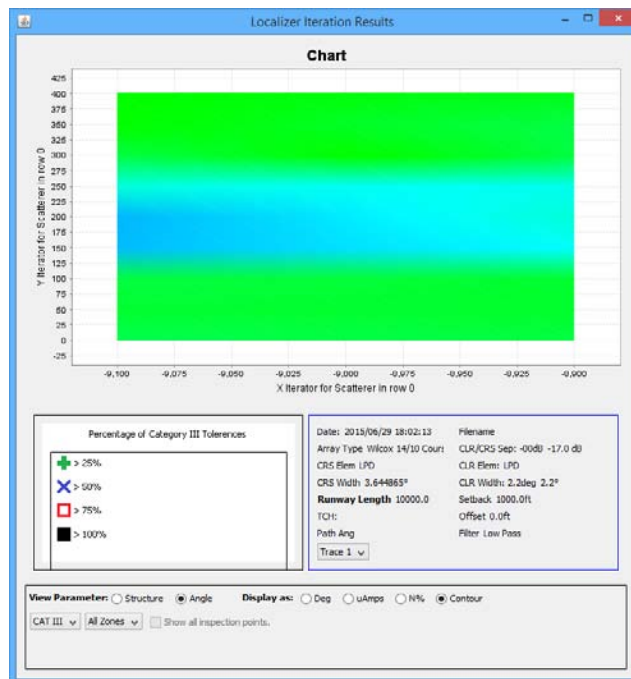 Localizer Iteration Results
Chart
425
400
375
350
325
300
275
250
225
200
175
150
125
100
75
50
25
0
-25
Y Iterator for Scatterer in row 0
-9,100 -9,075 -9,050 -9,025 -9,000 -8,975 -8,950 -8,925 -8,900
X Iterator for Scatterer in row 0
Percentage of Category III Tolerences
> 25%
> 50%
> 75%
> 100%
Date: 2015/06/29 18:02:13 Filename
Array Type Wilcox 14/10 Cour: CLR/CRS Sep: -00dB -17.0 dB
CRS Elem LPD CLR Elem: LPD
CRS Width 3.644865° CLR Width: 2.2deg 2.2°
Runway Length 10000.0 Setback 1000.0ft
TCH: Offset 0.0ft
Path Ang Filter Low Pass
Trace 1
View Parameter: Structure Angle Display as: Deg uAmps N% Contour
CAT III All Zones Show all inspection points.